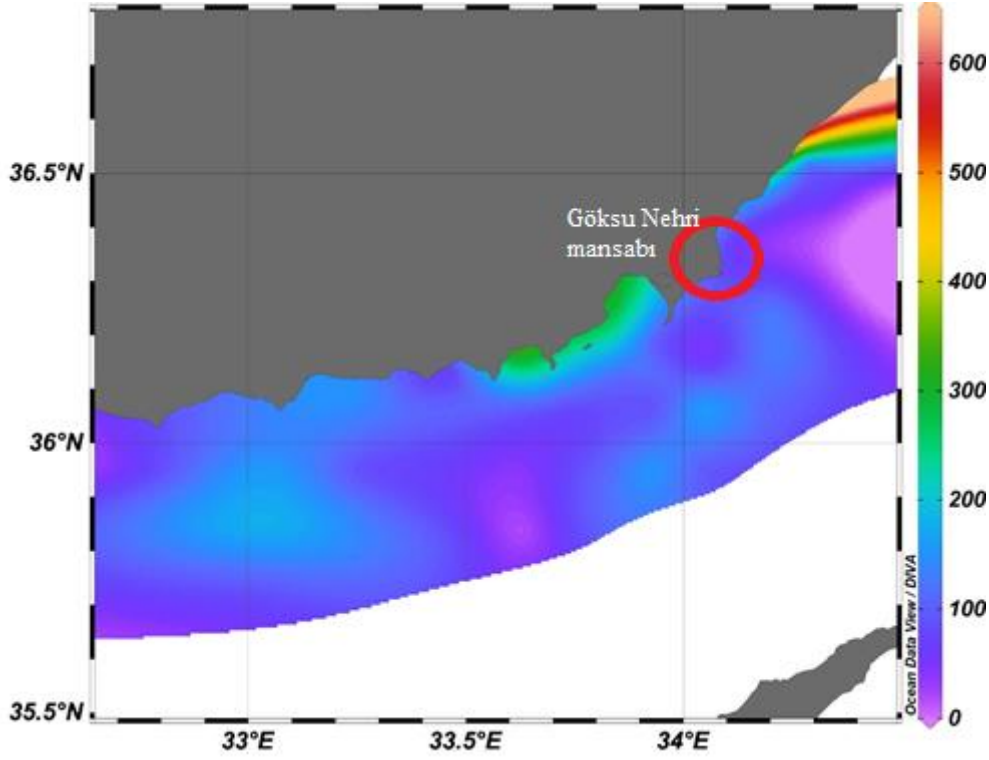 600
36.5°N
500
Göksu Nehri
mansabı
400
300
36°N
200
100
Ocean Data View / DIVA
35.5°N
0
33°E
33.5°E
34°E